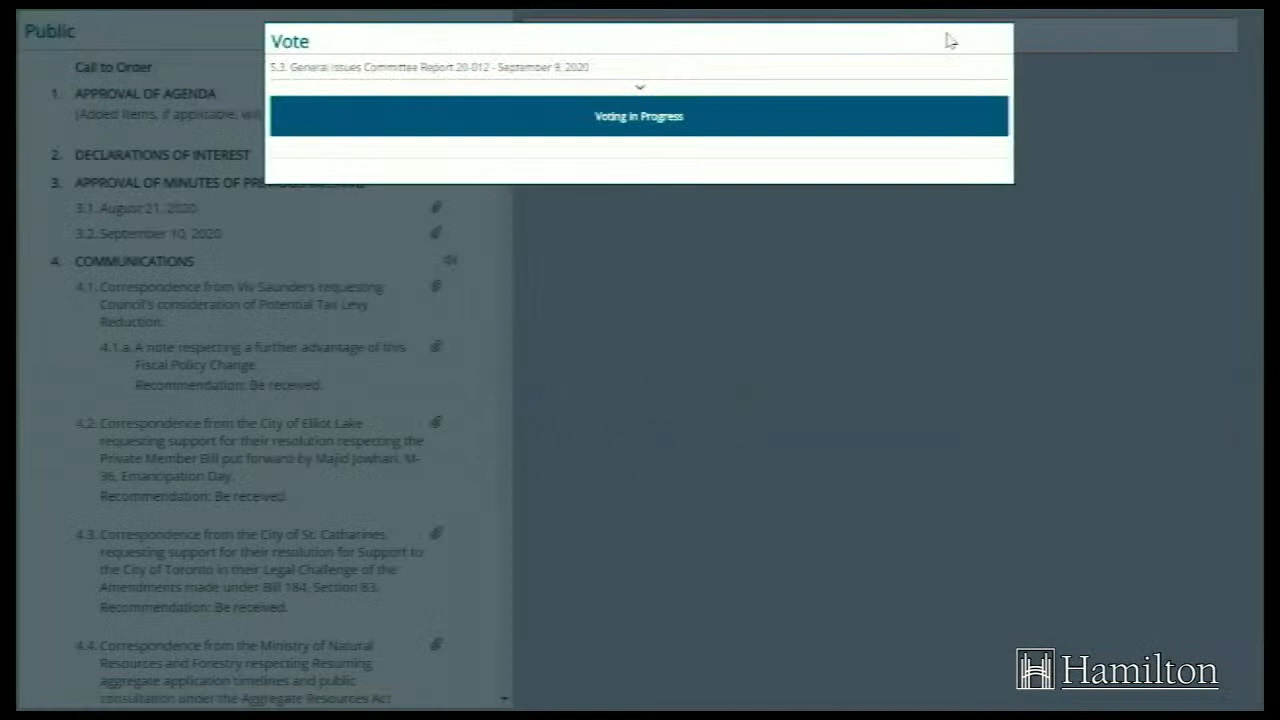 Public
Vote
5.3. General Issues Committee Report 20-012 - September 9, 2020
Voting in Progress
Call to Order
1. APPROVAL OF AGENDA
(Added Items, if applicable, wil
2. DECLARATIONS OF INTEREST
3. APPROVAL OF MINUTES OF
3.1. August 21, 2020
3.2. September 10, 2020
4. COMMUNICATIONS
4.1. Correspondence from Viv Saunders requesting
Council's consideration of Potential Tax Levy
Reduction.
4.1.a. A note respecting a further advantage of this
Fiscal Policy Change
Recommendation: Be received.
4.2. Correspondence from the City of Elliot Lake
requesting support for their resolution respecting the
Private Member Bill put forward by Majid Jowhari, M-
36, Emancipation Day.
Recommendation: Be received.
4.3. Correspondence from the City of St. Catharines,
requesting support for their resolution for Support to
the City of Toronto in their Legal Challenge of the
Amendments made under Bill 184, Section 83.
Recommendation: Be received.
4.4. Correspondence from the Ministry of Natural
Resources and Forestry respecting Resuming
aggregate application timelines and public
consultation under the Aggregate Resources Act
Hamilton